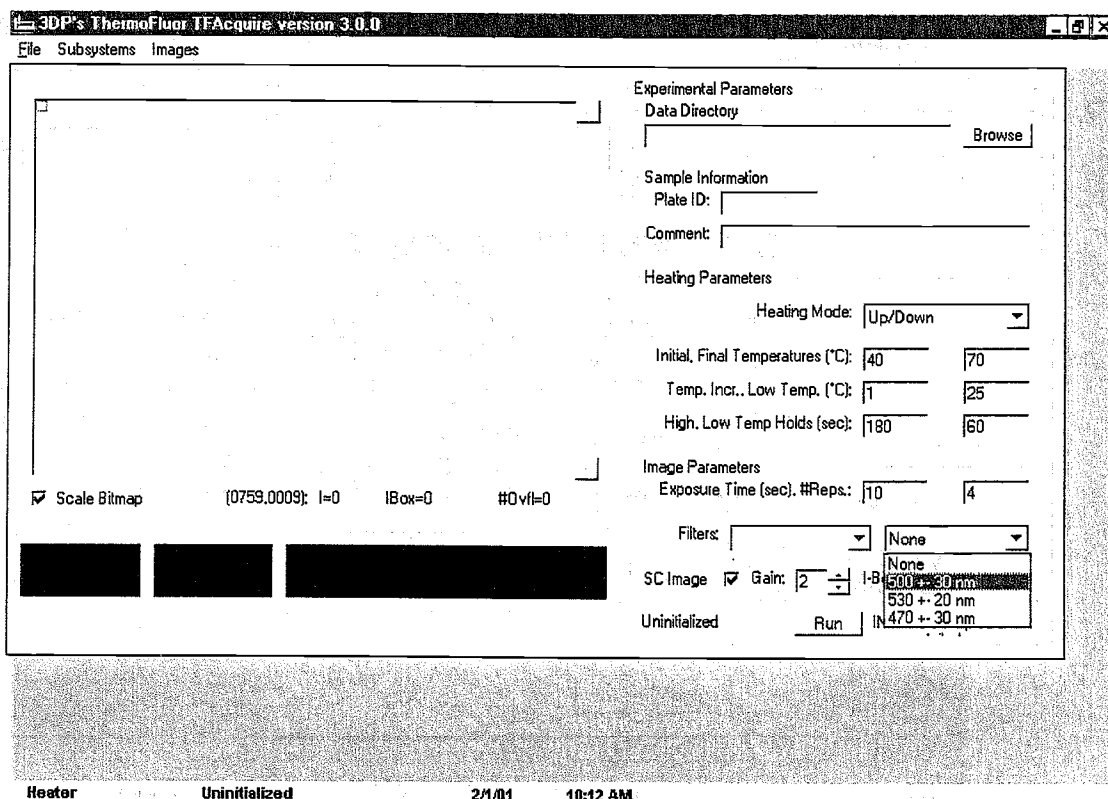 3DP's ThermoFluor TFAcquire version 3.0.0
File Subsystems Images
Experimental Parameters
Data Directory
Browse
Sample Information
Plate ID:
Comment:
Heating Parameters
Heating Mode: Up/Down
Initial, Final Temperatures (°C): 40 70
Temp. Incr., Low Temp. (°C): 1 25
High, Low Temp Holds (sec): 180 60
Image Parameters
Exposure Time (sec), #Reps.: 10 4
Scale Bitmap (0759,0009): I=0 IBox=0 #Ovfl=0
Filters: None
None
SC Image Gain: 2 I-B
500 +- 30 nm
530 +- 20 nm
Uninitialized Run IN
470 +- 30 nm
Heater Uninitialized 2/1/01 10:12 AM